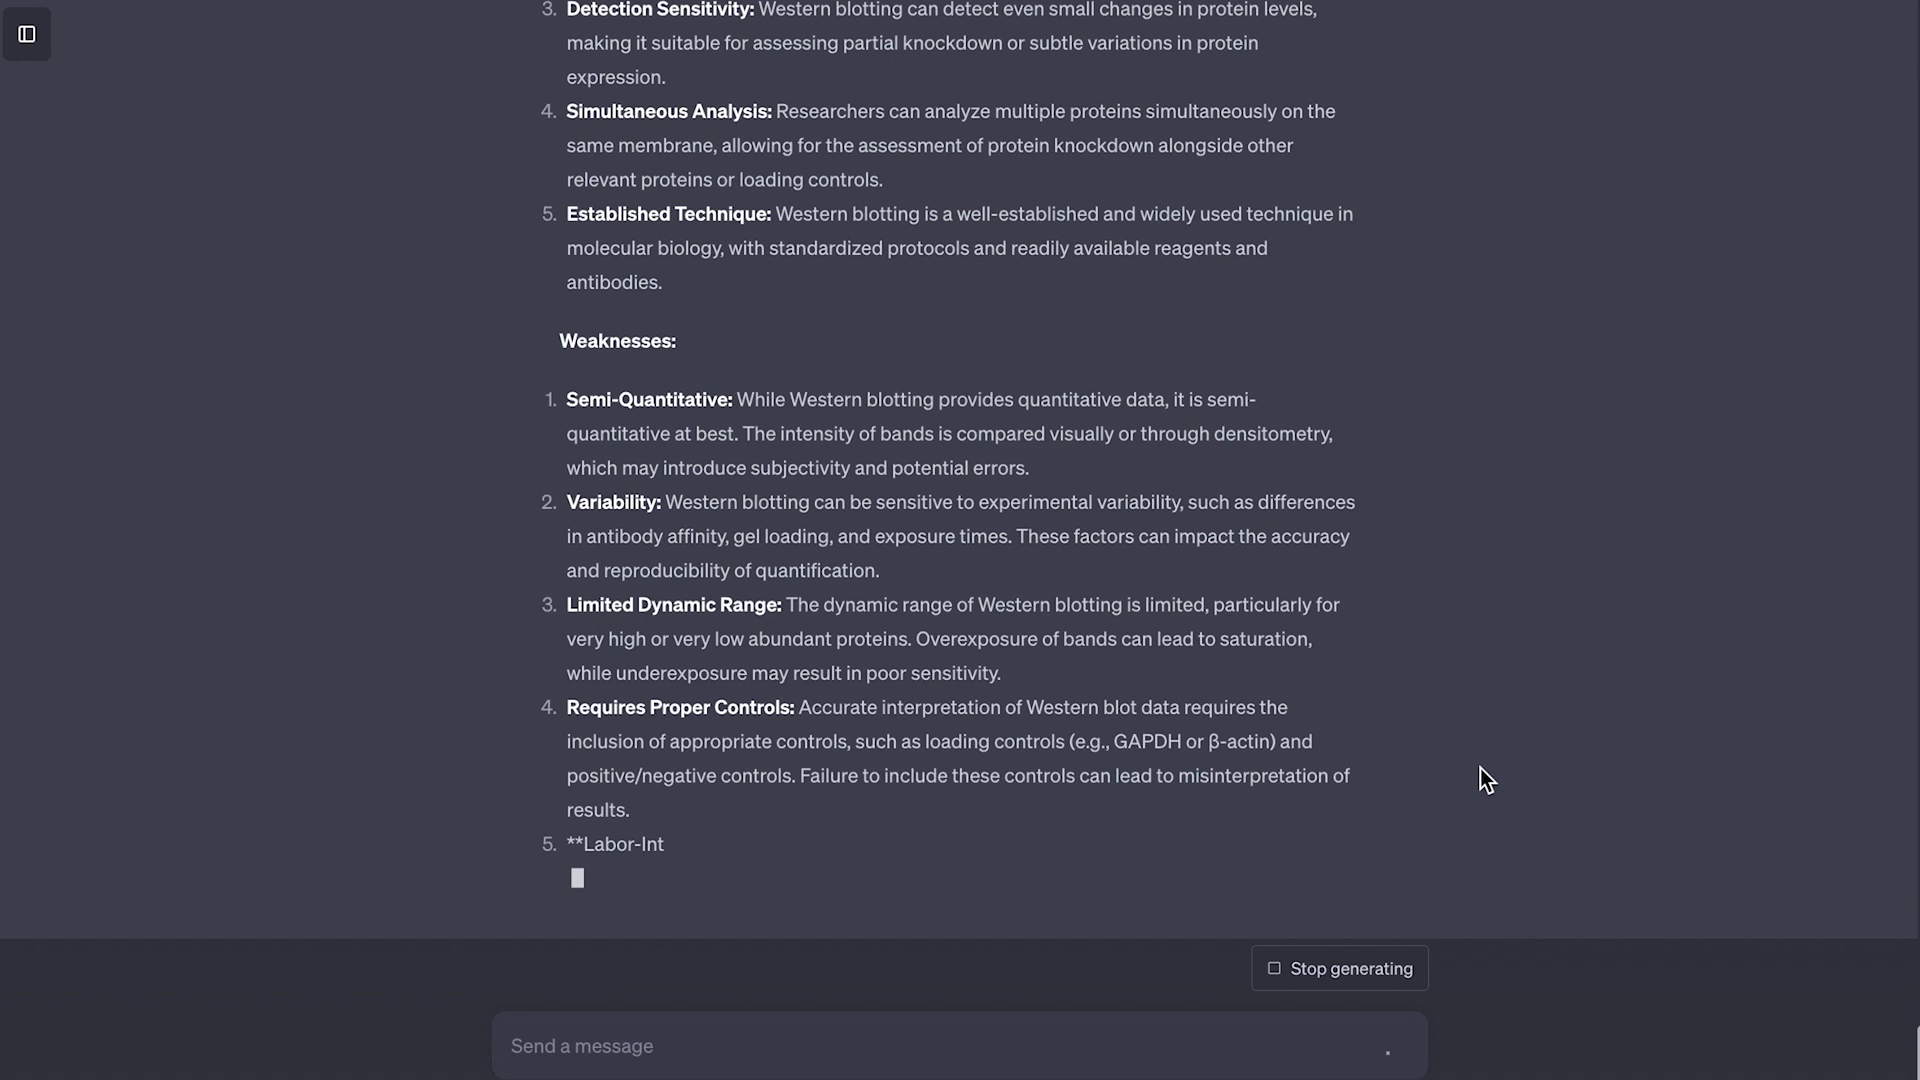 3. Detection Sensitivity: Western blotting can detect even small changes in protein levels,
making it suitable for assessing partial knockdown or subtle variations in protein
expression.
4. Simultaneous Analysis: Researchers can analyze multiple proteins simultaneously on the
same membrane, allowing for the assessment of protein knockdown alongside other
relevant proteins or loading controls.
5. Established Technique: Western blotting is a well-established and widely used technique in
molecular biology, with standardized protocols and readily available reagents and
antibodies.
Weaknesses:
1. Semi-Quantitative: While Western blotting provides quantitative data, it is semi-
quantitative at best. The intensity of bands is compared visually or through densitometry,
which may introduce subjectivity and potential errors.
2. Variability: Western blotting can be sensitive to experimental variability, such as differences
in antibody affinity, gel loading, and exposure times. These factors can impact the accuracy
and reproducibility of quantification.
3. Limited Dynamic Range: The dynamic range of Western blotting is limited, particularly for
very high or very low abundant proteins. Overexposure of bands can lead to saturation,
while underexposure may result in poor sensitivity.
4. Requires Proper Controls: Accurate interpretation of Western blot data requires the
inclusion of appropriate controls, such as loading controls (e.g., GAPDH or β-actin) and
positive/negative controls. Failure to include these controls can lead to misinterpretation of
results.
5. **Labor-Int
Stop generating
Send a message